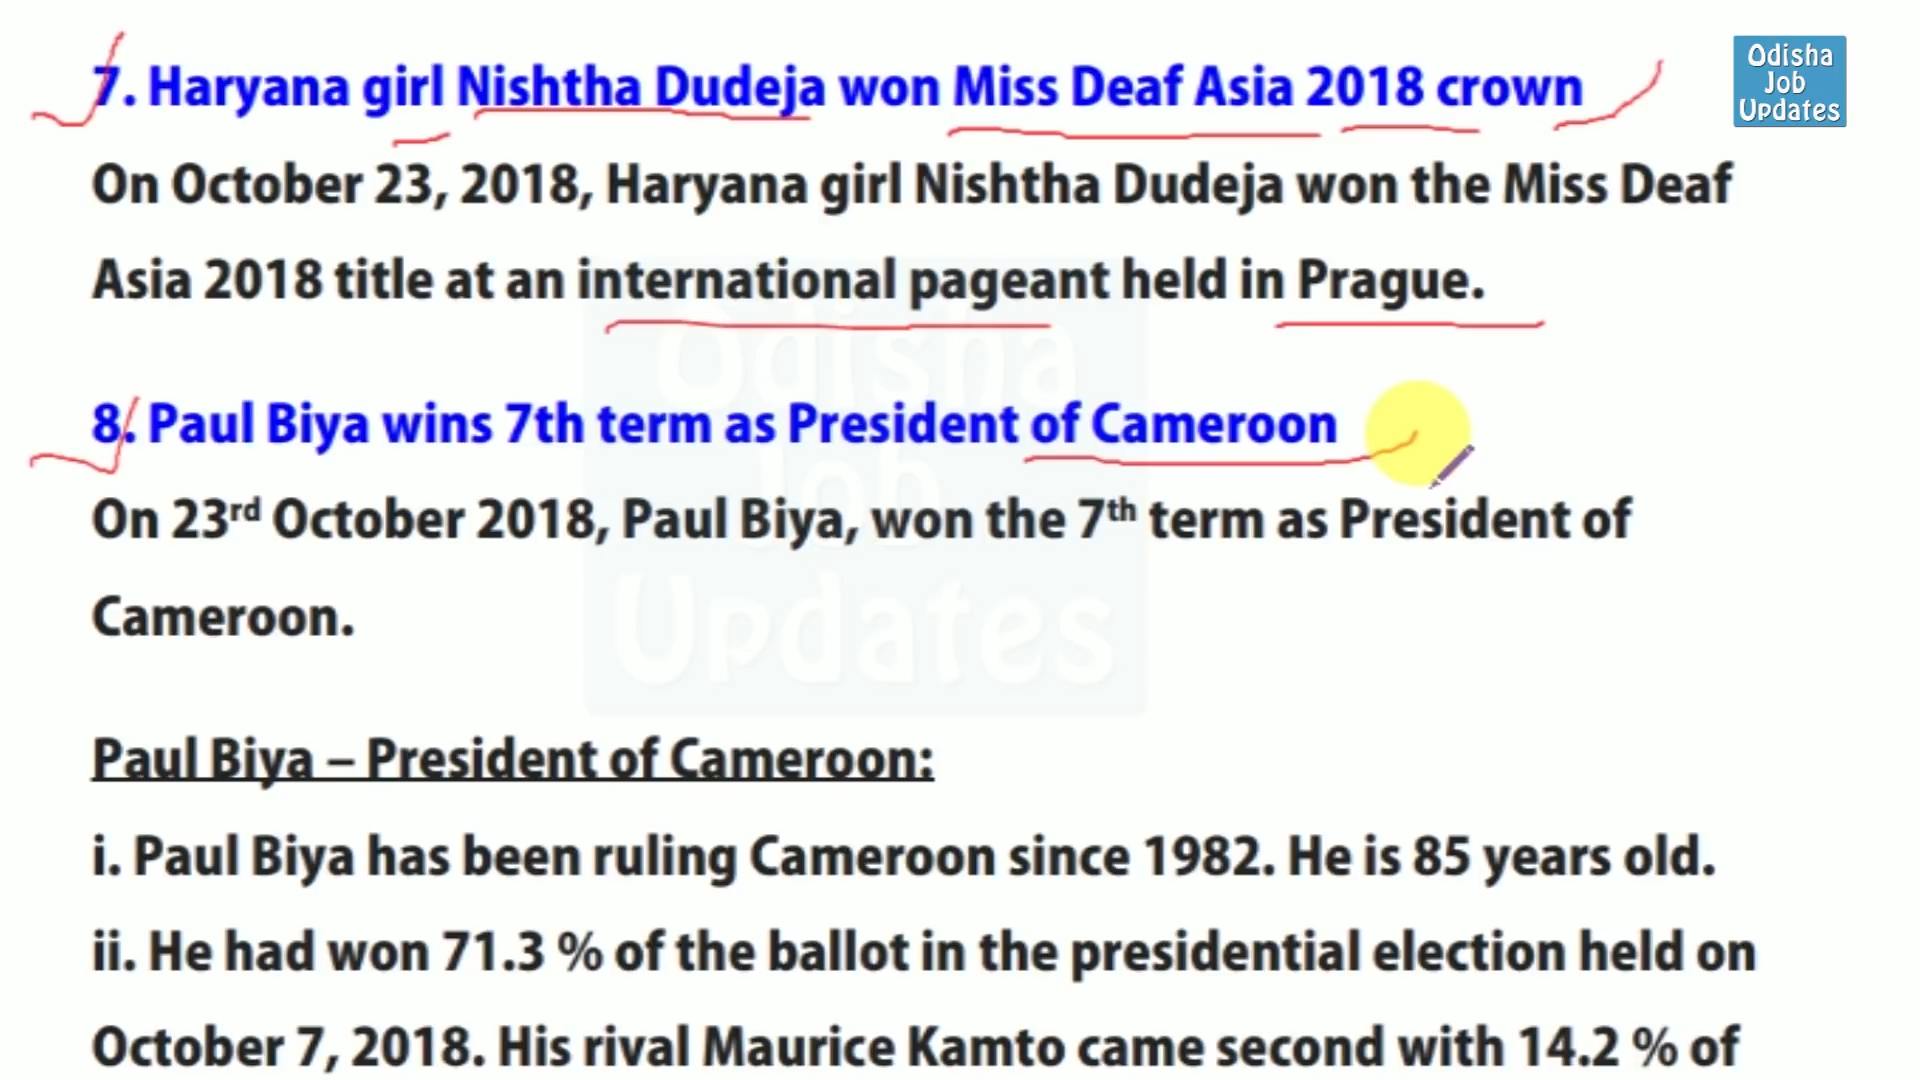 7. Haryana girl Nishtha Dudeja won Miss Deaf Asia 2018 crown
Odisha
Job
Updates
On October 23, 2018, Haryana girl Nishtha Dudeja won the Miss Deaf
Asia 2018 title at an international pageant held in Prague.
8. Paul Biya wins 7th term as President of Cameroon
On 23rd October 2018, Paul Biya, won the 7th term as President of
Cameroon.
Odisha
Job
Updates
Paul Biya – President of Cameroon:
i. Paul Biya has been ruling Cameroon since 1982. He is 85 years old.
ii. He had won 71.3 % of the ballot in the presidential election held on
October 7, 2018. His rival Maurice Kamto came second with 14.2 % of